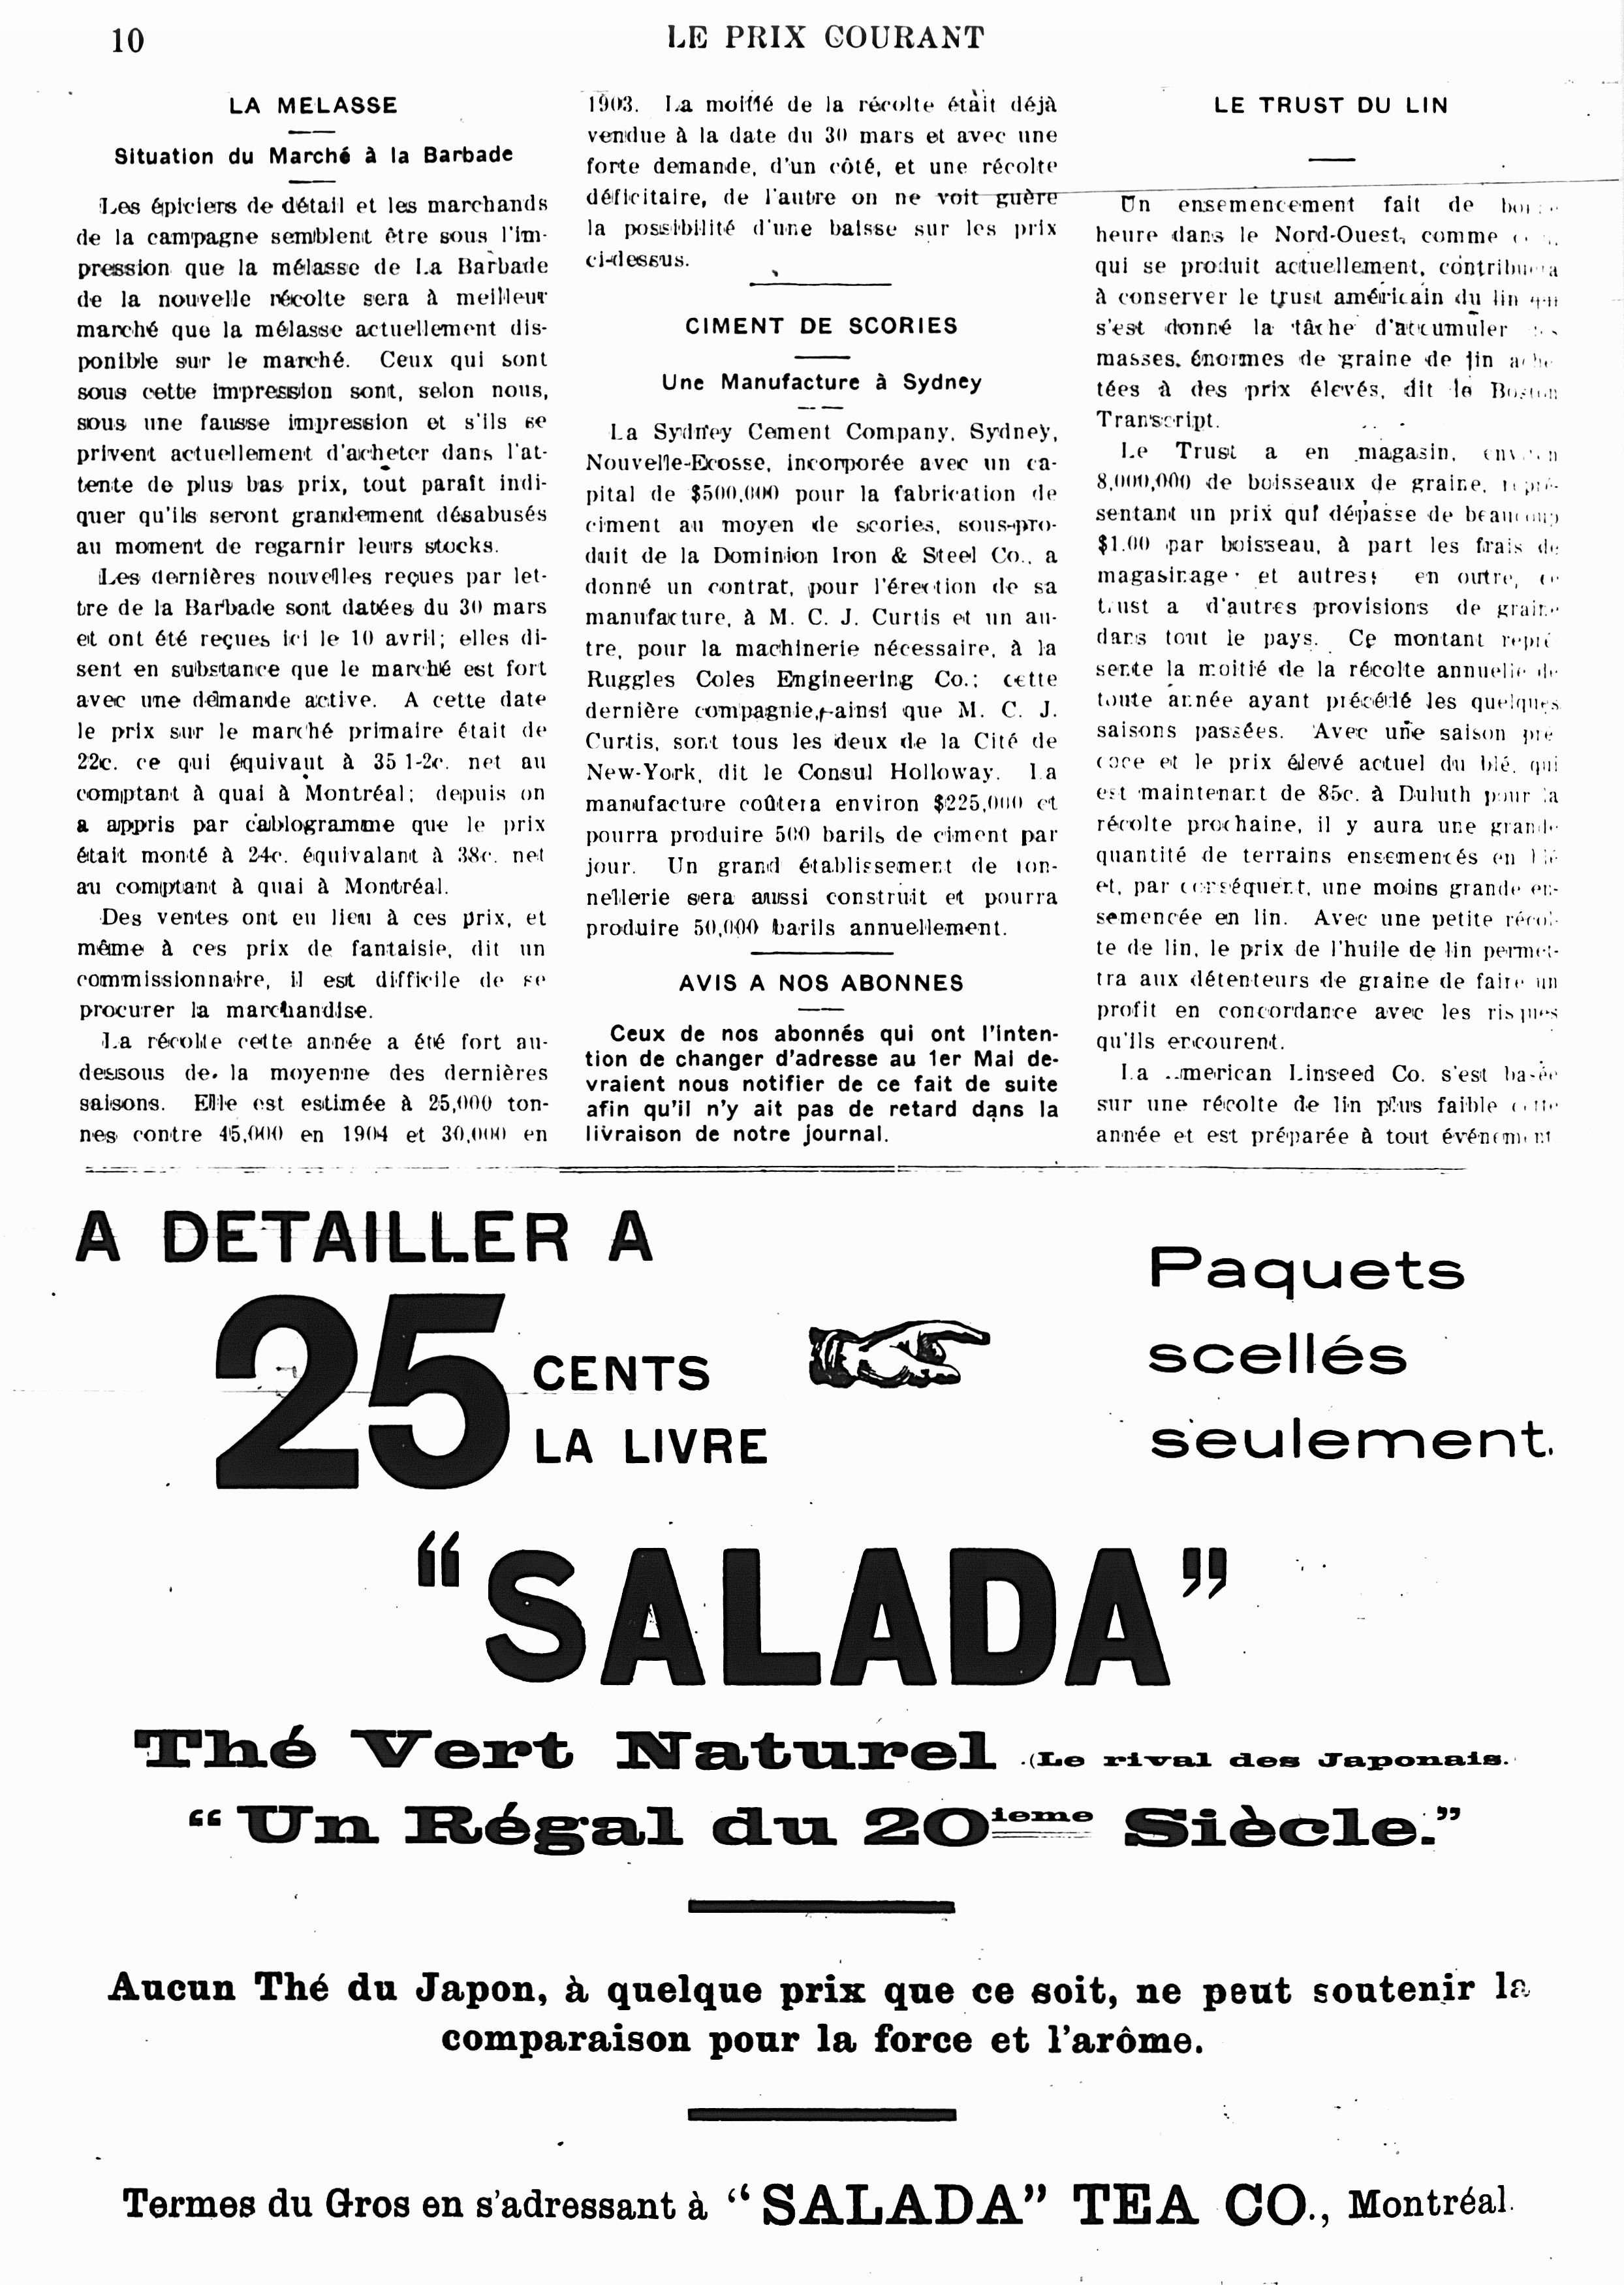 10
LE PRIX COURANT
LA MELASSE
Situation du Marché à la Barbade
Les épiciers de détail et les marchands
de la campagne semblent être sous l'im-
pression que la mélasse de La Barbade
de la nouvelle récolte sera à meilleur
marché que la mélasse actuellement dis-
ponible sur le marché. Ceux qui sont
sous cette impression sont, selon nous,
sous une fausse impression et s'ils se
privent actuellement d'acheter dans l'at-
tente de plus bas prix, tout paraît indi-
quer qu'ils seront grandement désabusés
au moment de regarnir leurs stocks.
Les dernières nouvelles reçues par let-
tre de la Barbade sont datées du 30 mars
et ont été reçues ici le 10 avril; elles di-
sent en substance que le marché est fort
avec une demande active. A cette date
le prix sur le marché primaire était de
22c. ce qui équivaut à 35 1-2c. net au
comptant à quai à Montréal; depuis on
a appris par cablogramme que le prix
était monté à 24c. équivalant à 38c. net
au comptant à quai à Montréal.
Des ventes ont eu lieu à ces prix, et
même à ces prix de fantaisie, dit un
commissionnaire, il est difficile de se
procurer la marchandise.
La récolte cette année a été fort au-
dessous de la moyenne des dernières
saisons. Elle est estimée à 25,000 ton-
nes contre 45,000 en 1904 et 30,000 en
1903. La moitié de la récolte était déjà
vendue à la date du 30 mars et avec une
forte demande, d'un côté, et une récolte
déficitaire, de l'autre on ne voit guère
la possibilité d'une baisse sur les prix
ci-dessus.
CIMENT DE SCORIES
Une Manufacture à Sydney
La Sydney Cement Company, Sydney,
Nouvelle-Ecosse, incorporée avec un ca-
pital de $500,000 pour la fabrication de
ciment au moyen de scories, sous-pro-
duit de la Dominion Iron & Steel Co., a
donné un contrat, pour l'érection de sa
manufacture, à M. C. J. Curtis et un au-
tre, pour la machinerie nécessaire, à la
Ruggles Coles Engineering Co.; cette
dernière compagnie, ainsi que M. C. J.
Curtis, sont tous les deux de la Cité de
New-York, dit le Consul Holloway. La
manufacture coûtera environ $225,000 et
pourra produire 500 barils de ciment par
jour. Un grand établissement de ton-
nellerie sera aussi construit et pourra
produire 50,000 barils annuellement.
AVIS A NOS ABONNES
Ceux de nos abonnés qui ont l'inten-
tion de changer d'adresse au 1er Mai de-
vraient nous notifier de ce fait de suite
afin qu'il n'y ait pas de retard dans la
livraison de notre journal.
LE TRUST DU LIN
Un ensemencement fait de
heure dans le Nord-Ouest, comme
qui se produit actuellement, contribuera
à conserver le trust américain du lin qui
s'est donné la tâche d'accumuler
masses énormes de graine de lin ache
tées à des prix élevés, dit le Boston
Transcript.
Le Trust a en magasin, environ
8,000,000 de boisseaux de graine, repré-
sentant un prix qui dépasse de beaucoup
$1.00 par boisseau, à part les frais de
magasinage et autres; en outre, ce
trust a d'autres provisions de graine
dans tout le pays. Ce montant repré
sente la moitié de la récolte annuelle de
toute année ayant précédé les quelques
saisons passées. Avec une saison pré
coce et le prix élevé actuel du blé, qui
est maintenant de 85c. à Duluth pour la
récolte prochaine, il y aura une grande
quantité de terrains ensemencés en blé
et, par conséquent, une moins grande en-
semencée en lin. Avec une petite récol-
te de lin, le prix de l'huile de lin permet-
tra aux détenteurs de graine de faire un
profit en concordance avec les risques
qu'ils encourent.
La American Linseed Co. s'est basée
sur une récolte de lin plus faible cette
année et est préparée à tout événement
A DETAILLER A
25 CENTS
LA LIVRE
Paquets
scellés
seulement.
"SALADA"
Thé Vert Naturel (Le rival des Japonais.
"Un Régal du 20ieme Siècle."
Aucun Thé du Japon, à quelque prix que ce soit, ne peut soutenir la
comparaison pour la force et l'arôme.
Termes du Gros en s'adressant à "SALADA" TEA CO., Montréal.